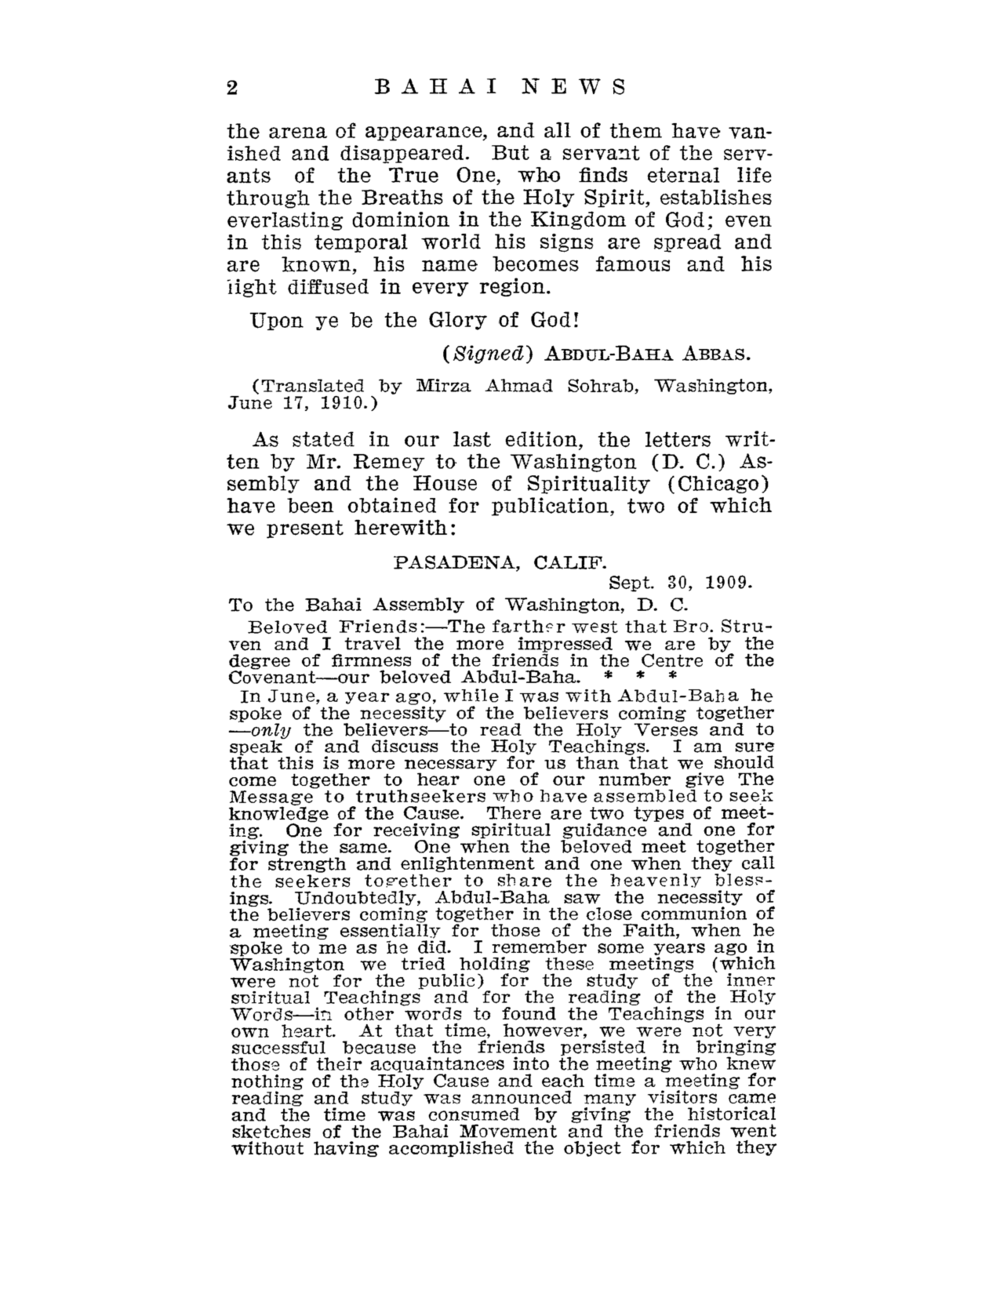 2 BAHAI NEWS
the arena of appearance, and all of them have van-
ished and disappeared. But a servant of the serv-
ants of the True One, who finds eternal life
through the Breaths of the Holy Spirit, establishes
everlasting dominion in the Kingdom of God; even
in this temporal world his signs are spread and
are known, his name becomes famous and his
light diffused in every region.
Upon ye be the Glory of God!
(Signed) ABDUL-BAHA ABBAS.
(Translated by Mirza Ahmad Sohrab, Washington,
June 17, 1910.)
As stated in our last edition, the letters writ-
ten by Mr. Remey to the Washington (D. C.) As-
sembly and the House of Spirituality (Chicago)
have been obtained for publication, two of which
we present herewith:
PASADENA, CALIF.
Sept. 30, 1909.
To the Bahai Assembly of Washington, D. C.
Beloved Friends:—The farther west that Bro. Stru-
ven and I travel the more impressed we are by the
degree of firmness of the friends in the Centre of the
Covenant—our beloved Abdul-Baha. * * *
In June, a year ago, while I was with Abdul-Baha he
spoke of the necessity of the believers coming together
—only the believers—to read the Holy Verses and to
speak of and discuss the Holy Teachings. I am sure
that this is more necessary for us than that we should
come together to hear one of our number give The
Message to truthseekers who have assembled to seek
knowledge of the Cause. There are two types of meet-
ing. One for receiving spiritual guidance and one for
giving the same. One when the beloved meet together
for strength and enlightenment and one when they call
the seekers together to share the heavenly bless-
ings. Undoubtedly, Abdul-Baha saw the necessity of
the believers coming together in the close communion of
a meeting essentially for those of the Faith, when he
spoke to me as he did. I remember some years ago in
Washington we tried holding these meetings (which
were not for the public) for the study of the inner
spiritual Teachings and for the reading of the Holy
Words—in other words to found the Teachings in our
own heart. At that time, however, we were not very
successful because the friends persisted in bringing
those of their acquaintances into the meeting who knew
nothing of the Holy Cause and each time a meeting for
reading and study was announced many visitors came
and the time was consumed by giving the historical
sketches of the Bahai Movement and the friends went
without having accomplished the object for which they